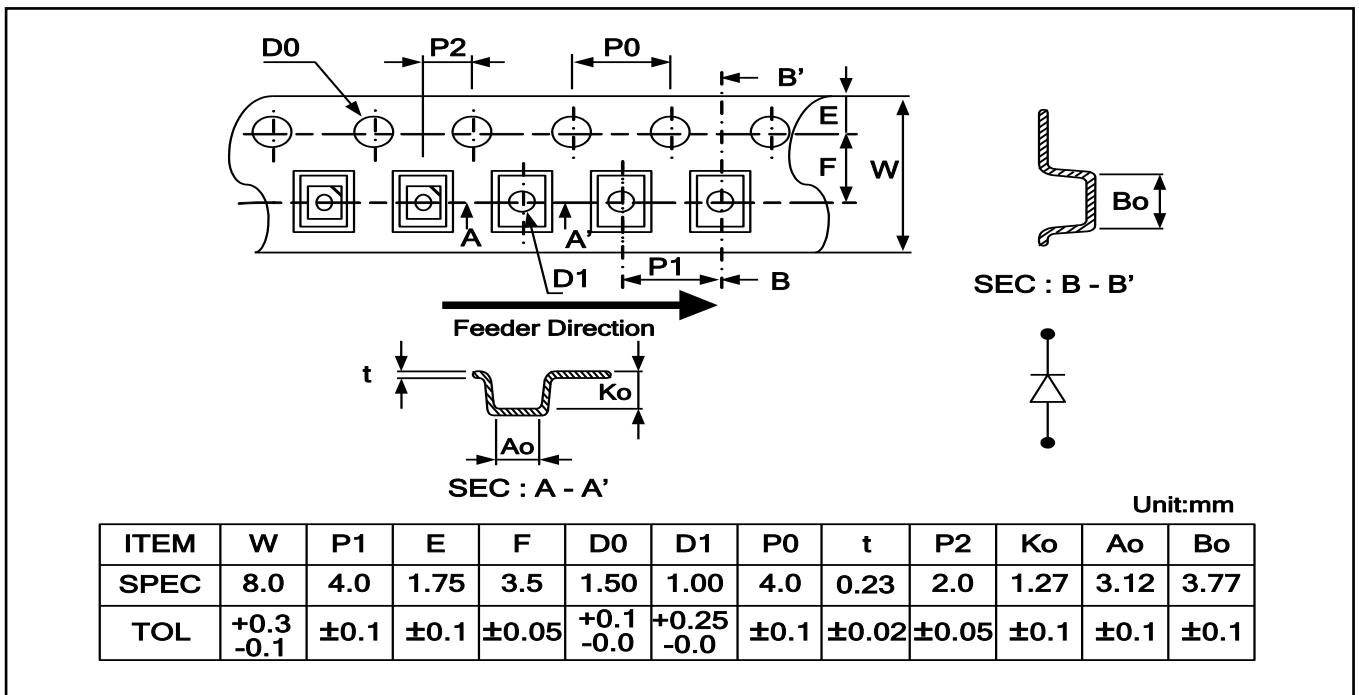 D0 P2 P0 B’
E
F W
A A’
D1 P1 B
Feeder Direction
Bo
SEC : B - B’
t Ko
Ao
SEC : A - A’
Unit:mm
ITEM W P1 E F D0 D1 P0 t P2 Ko Ao Bo
SPEC 8.0 4.0 1.75 3.5 1.50 1.00 4.0 0.23 2.0 1.27 3.12 3.77
TOL +0.3 -0.1 ±0.1 ±0.1 ±0.05 +0.1 -0.0 +0.25 -0.0 ±0.1 ±0.02 ±0.05 ±0.1 ±0.1 ±0.1